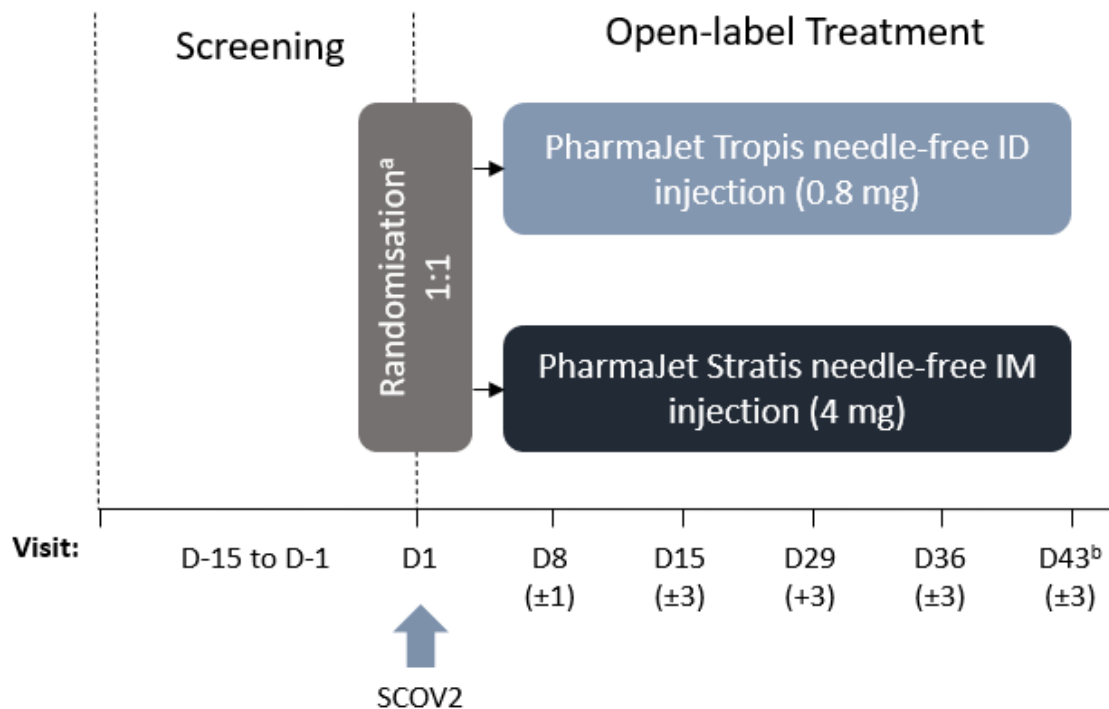 Screening
Open-label Treatment
Randomisationᵃ
1:1
PharmaJet Tropis needle-free ID
injection (0.8 mg)
PharmaJet Stratis needle-free IM
injection (4 mg)
Visit:
D-15 to D-1
D1
D8
(±1)
D15
(±3)
D29
(+3)
D36
(±3)
D43ᵇ
(±3)
SCOV2